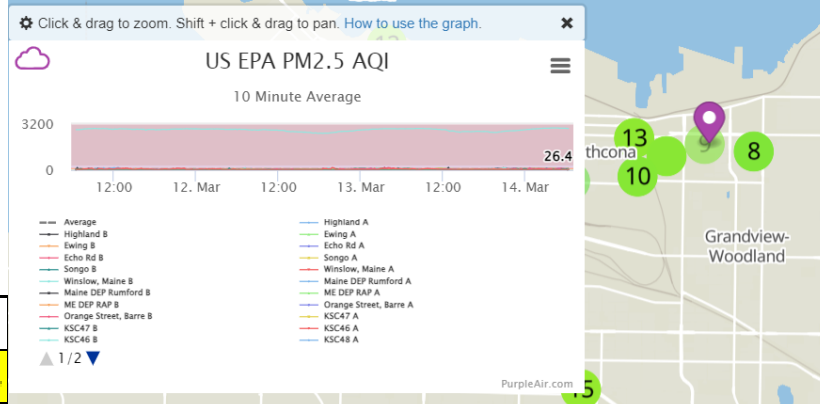 Click & drag to zoom. Shift + click & drag to pan. How to use the graph.
US EPA PM2.5 AQI
10 Minute Average
3200
0
26.4
12:00
12. Mar
12:00
13. Mar
12:00
14. Mar
Average
Highland B
Ewing B
Echo Rd B
Songo B
Winslow, Maine B
Maine DEP Rumford B
ME DEP RAP B
Orange Street, Barre B
KSC47 B
KSC46 B
Highland A
Ewing A
Echo Rd A
Songo A
Winslow, Maine A
Maine DEP Rumford A
ME DEP RAP A
Orange Street, Barre A
KSC47 A
KSC46 A
KSC48 A
1/2
PurpleAir.com
13
thcona
10
9
8
Grandview-
Woodland